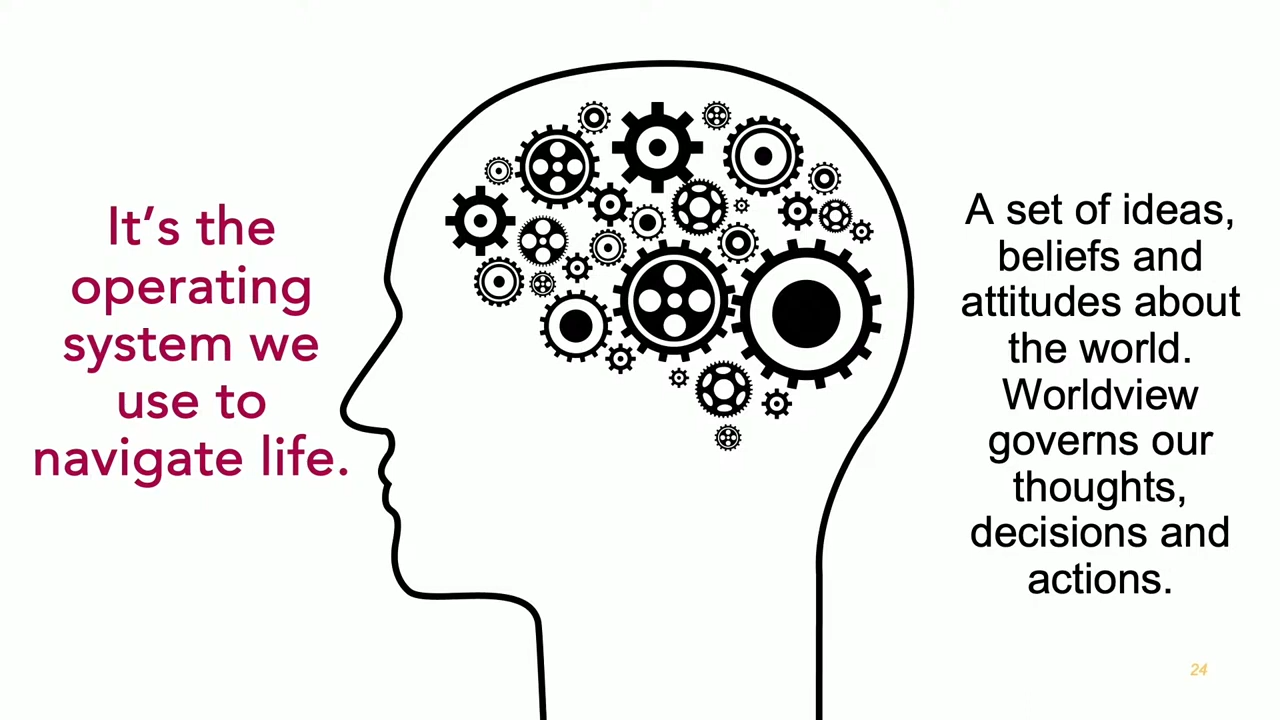 It’s the
operating
system we
use to
navigate life.
A set of ideas,
beliefs and
attitudes about
the world.
Worldview
governs our
thoughts,
decisions and
actions.
24